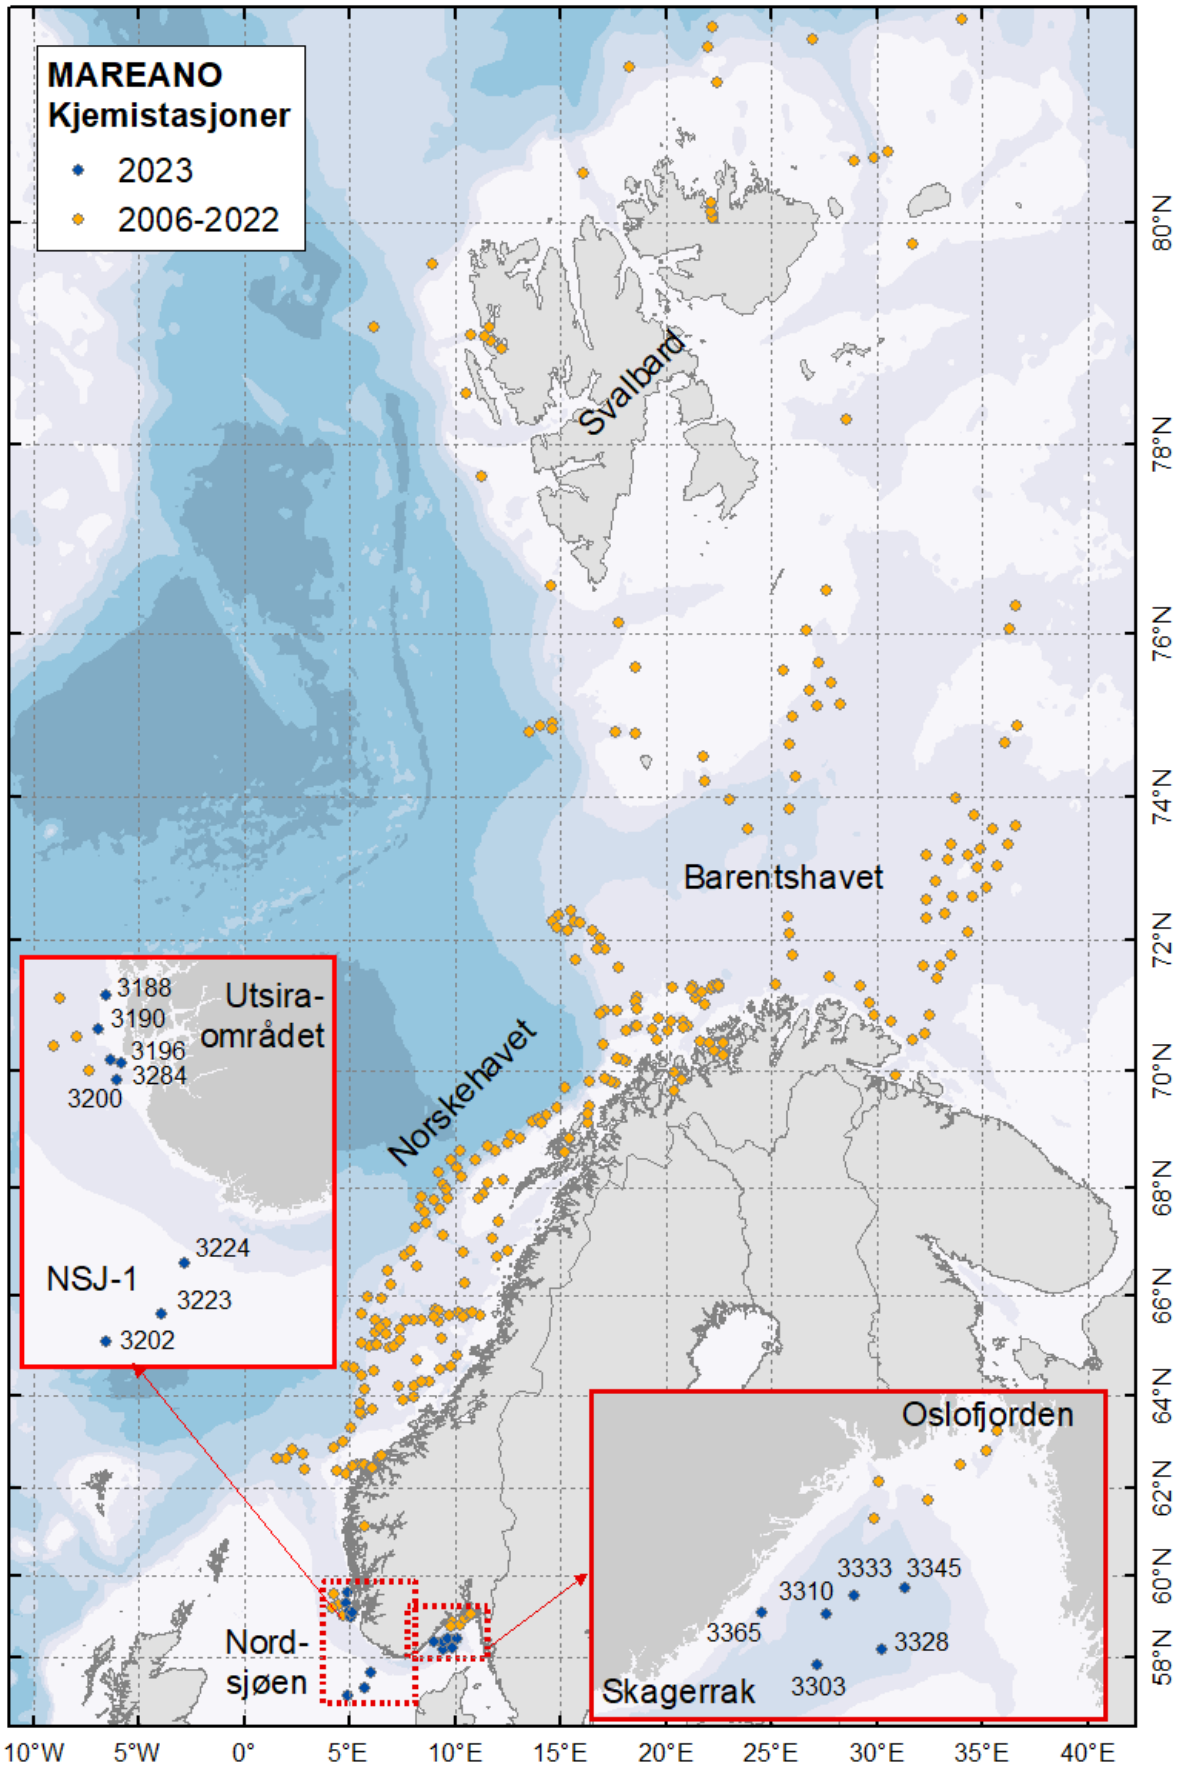 MAREANO
Kjemistasjoner
2023
2006-2022
Svalbard
Barentshavet
Norskehavet
Nord-
sjøen
Utsira-
området
3188
3190
3196
3284
3200
3224
NSJ-1
3223
3202
Oslofjorden
3333
3345
3310
3365
3328
3303
Skagerrak
80°N
78°N
76°N
74°N
72°N
70°N
68°N
66°N
64°N
62°N
60°N
58°N
10°W 5°W 0° 5°E 10°E 15°E 20°E 25°E 30°E 35°E 40°E